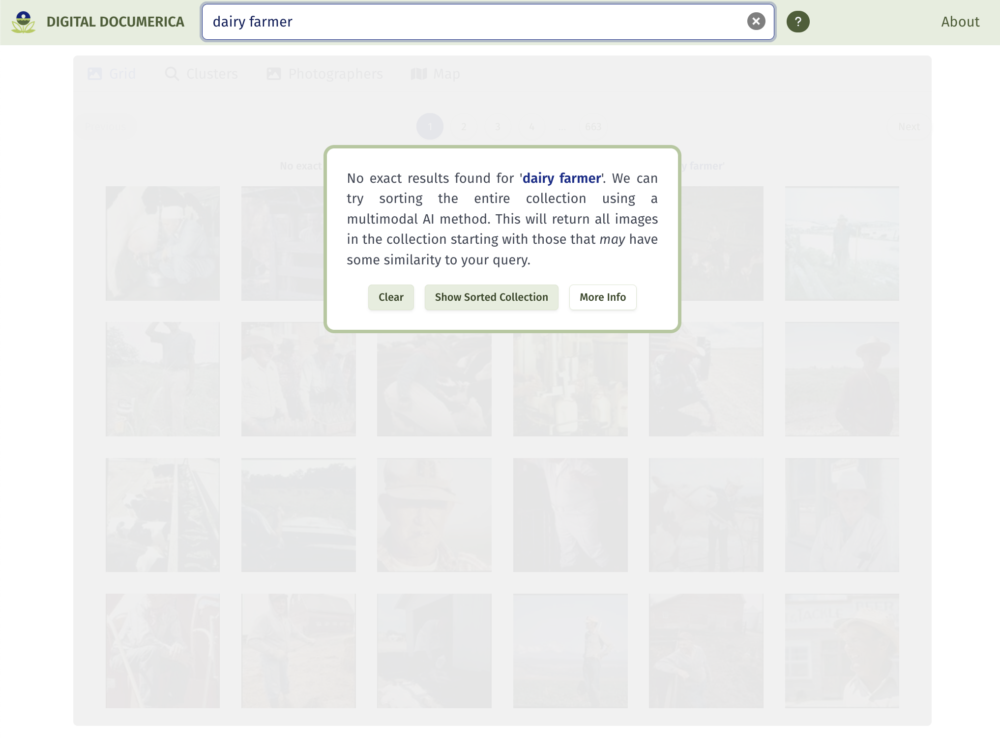 DIGITAL DOCUMERICA
dairy farmer
?
About
Grid
Clusters
Photographers
Map
Previous
1
2
3
4
...
663
Next
No exact
y farmer'
No exact results found for 'dairy farmer'. We can
try sorting the entire collection using a
multimodal AI method. This will return all images
in the collection starting with those that may have
some similarity to your query.
Clear
Show Sorted Collection
More Info
TACKLE
BEER